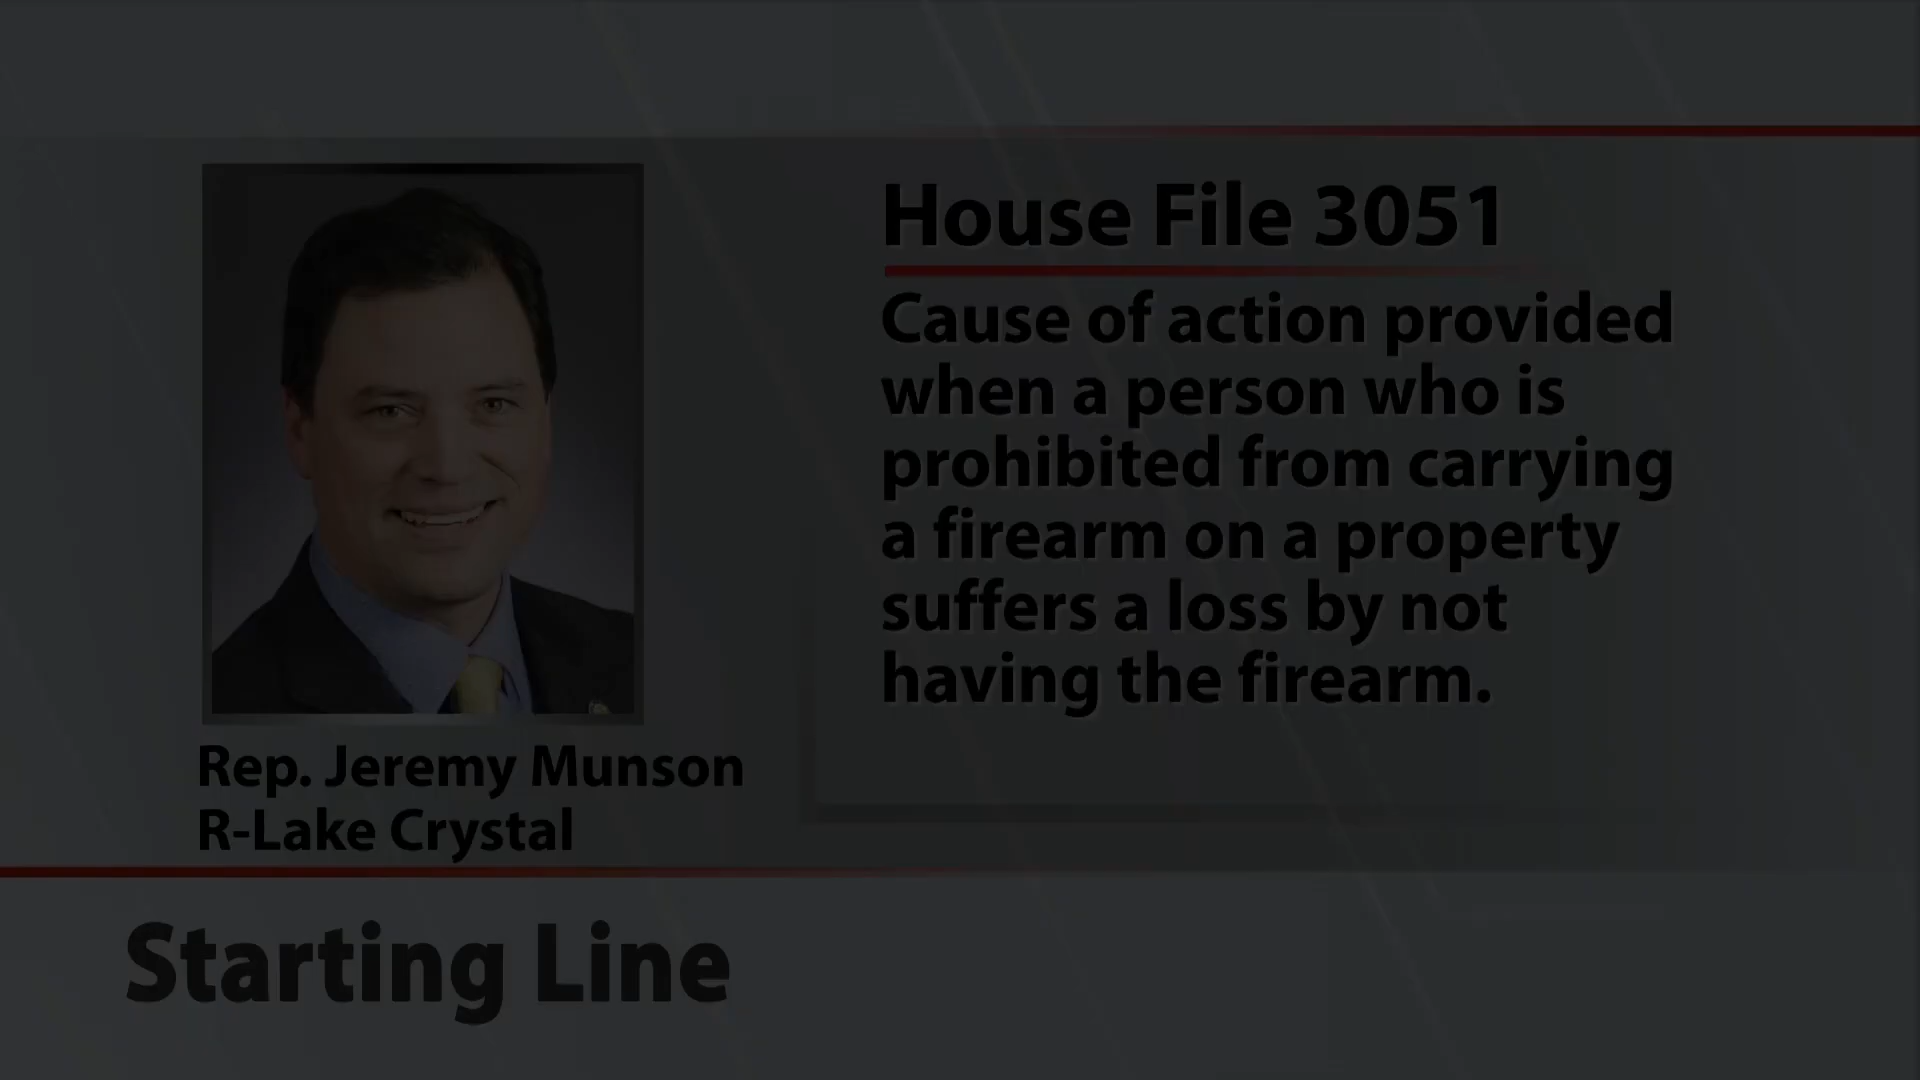 House File 3051
Cause of action provided
when a person who is
prohibited from carrying
a firearm on a property
suffers a loss by not
having the firearm.
Rep. Jeremy Munson
R-Lake Crystal
Starting Line